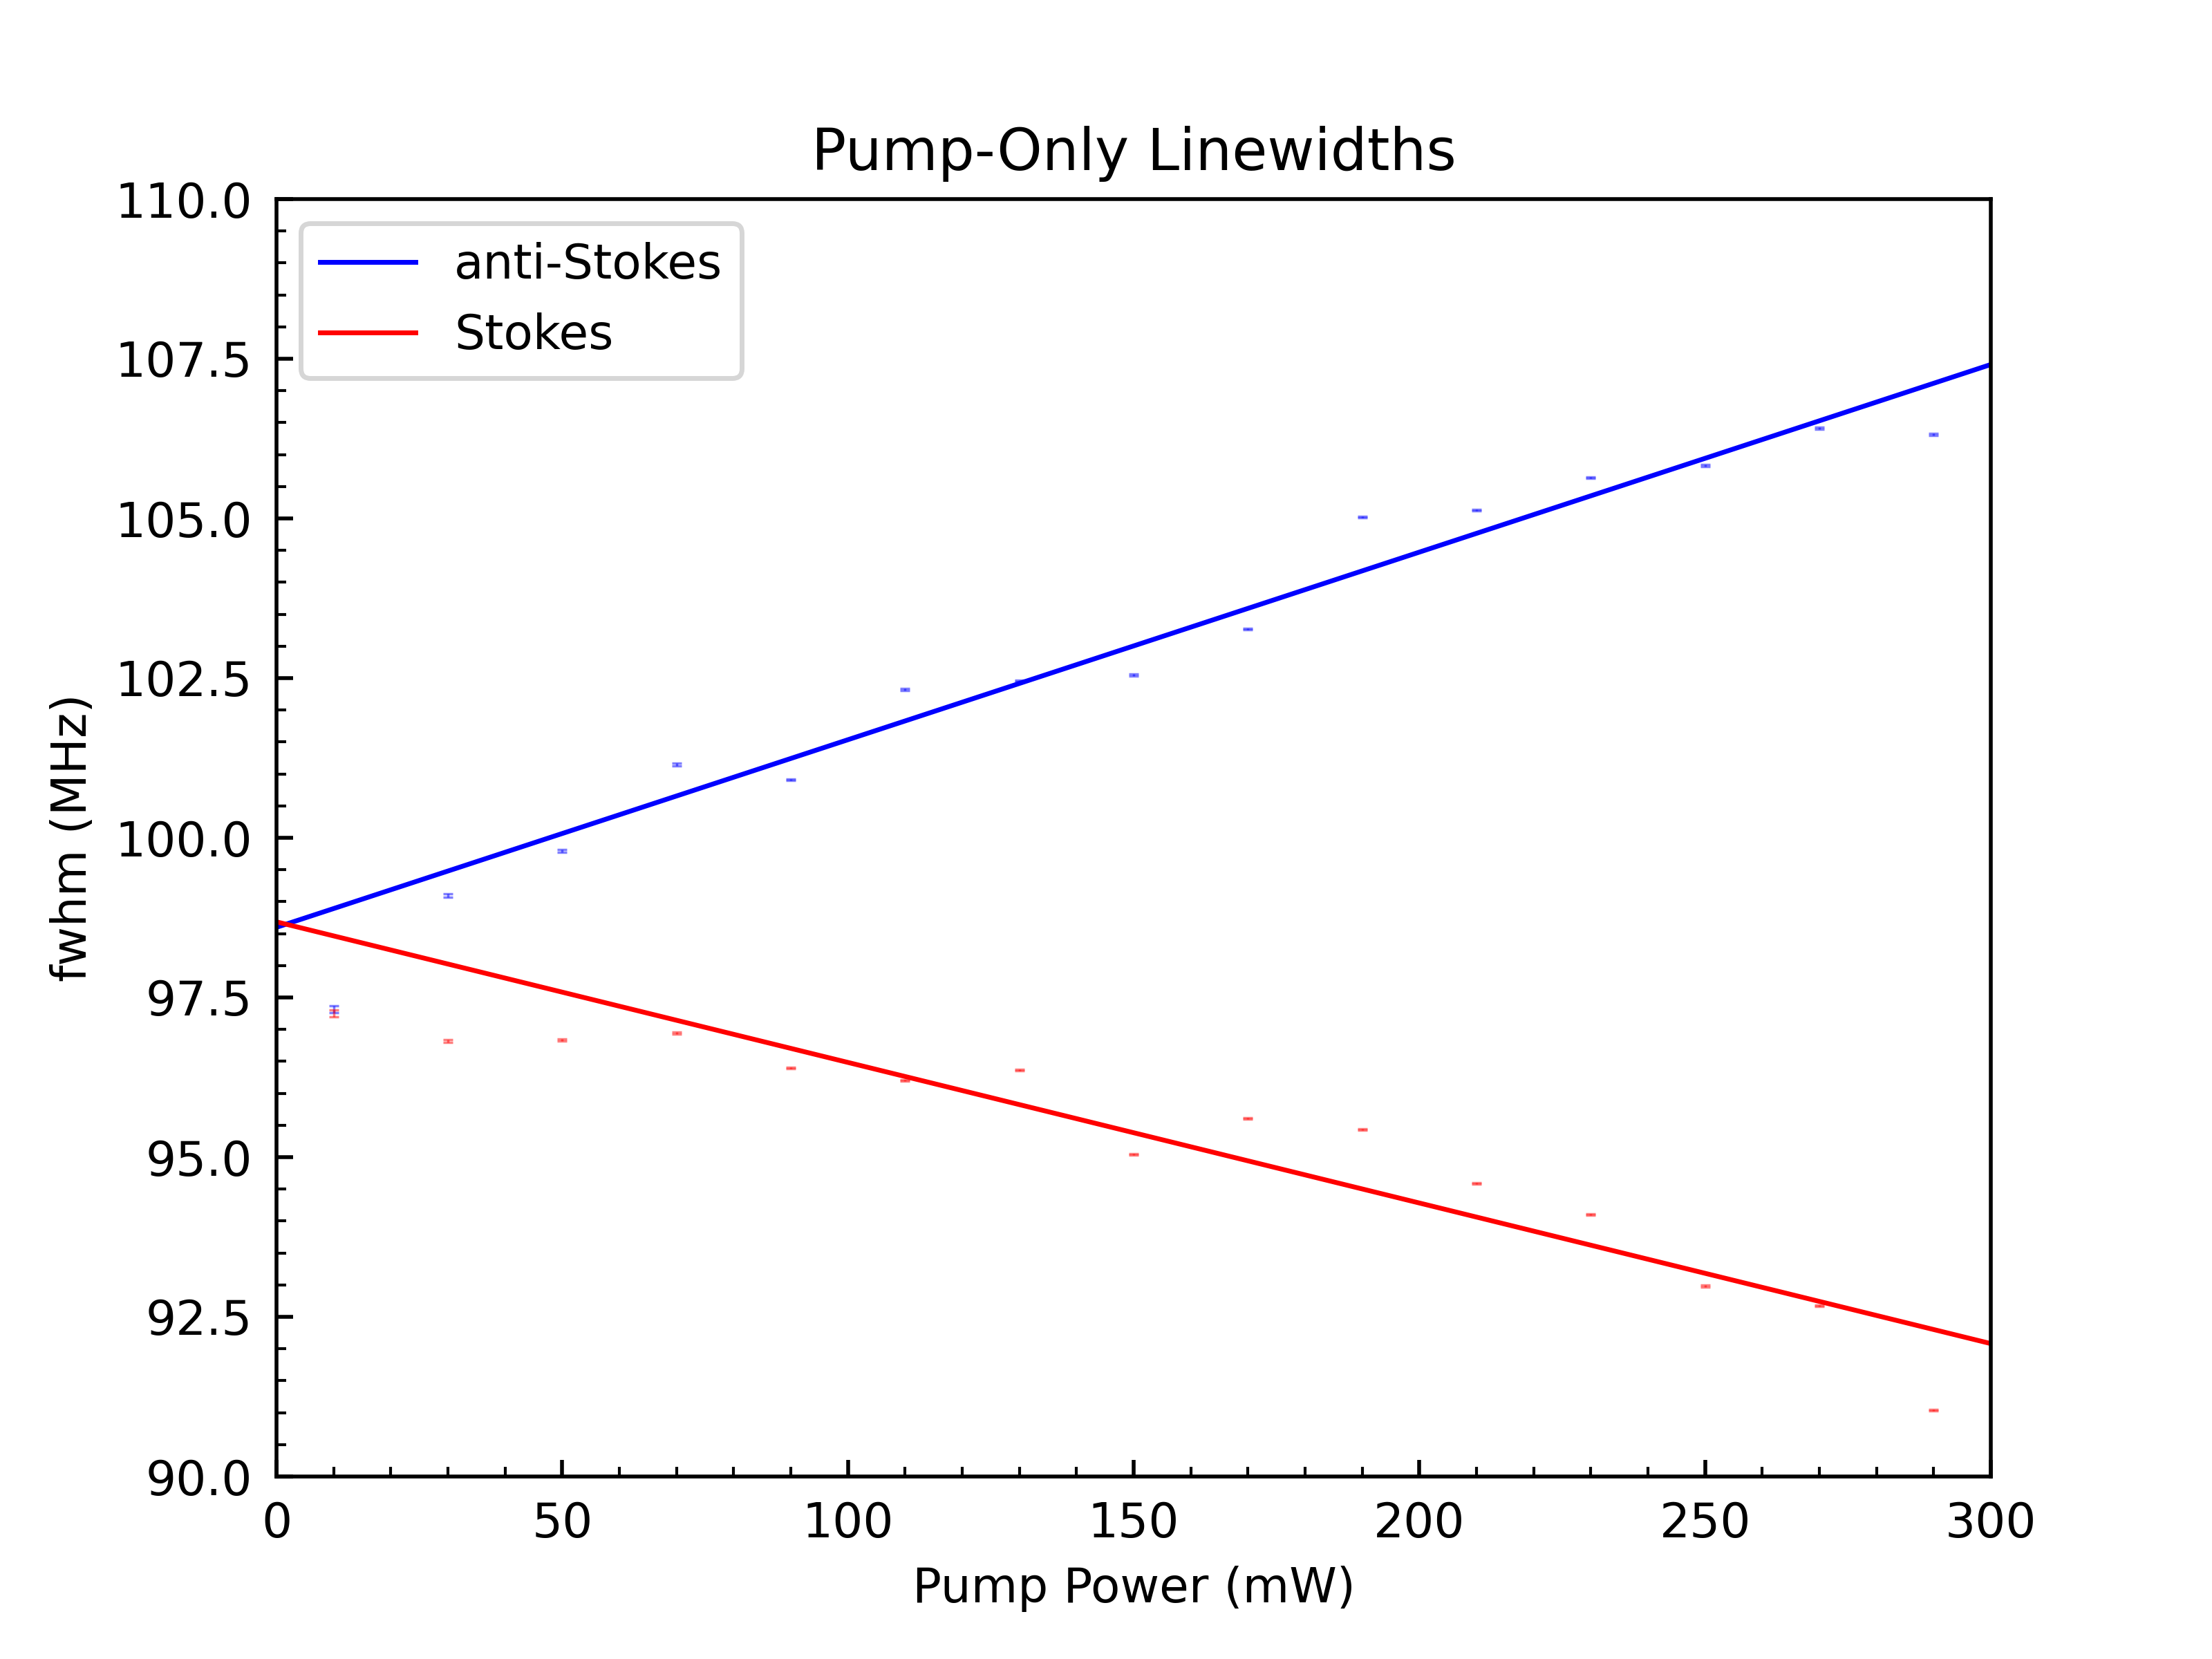 Pump-Only Linewidths
110.0
107.5
105.0
102.5
100.0
97.5
95.0
92.5
90.0
fwhm (MHz)
anti-Stokes
Stokes
0 50 100 150 200 250 300
Pump Power (mW)